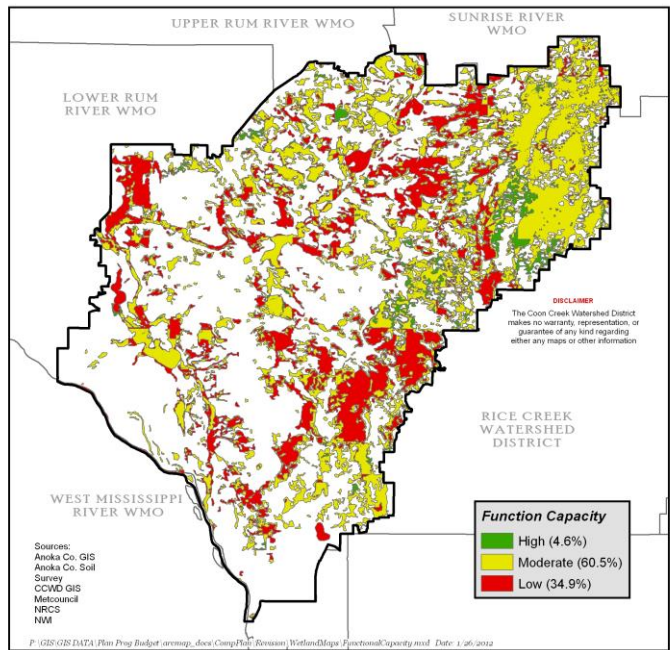 UPPER RUM RIVER WMO
SUNRISE RIVER
WMO
LOWER RUM
RIVER WMO
DISCLAIMER
The Coon Creek Watershed District
makes no warranty, representation, or
guarantee of any kind regarding
either any maps or other information
RICE CREEK
WATERSHED
DISTRICT
WEST MISSISSIPPI
RIVER WMO
Function Capacity
High (4.6%)
Moderate (60.5%)
Low (34.9%)
Sources:
Anoka Co. GIS
Anoka Co. Soil
Survey
CCWD GIS
Metcouncil
NRCS
NWI
P:\GIS\GIS DATA\Plan Prog Budget\arcmap_docs\CompPlan\Revision\WetlandMaps\FunctionalCapacity.mxd Date: 1/26/2012